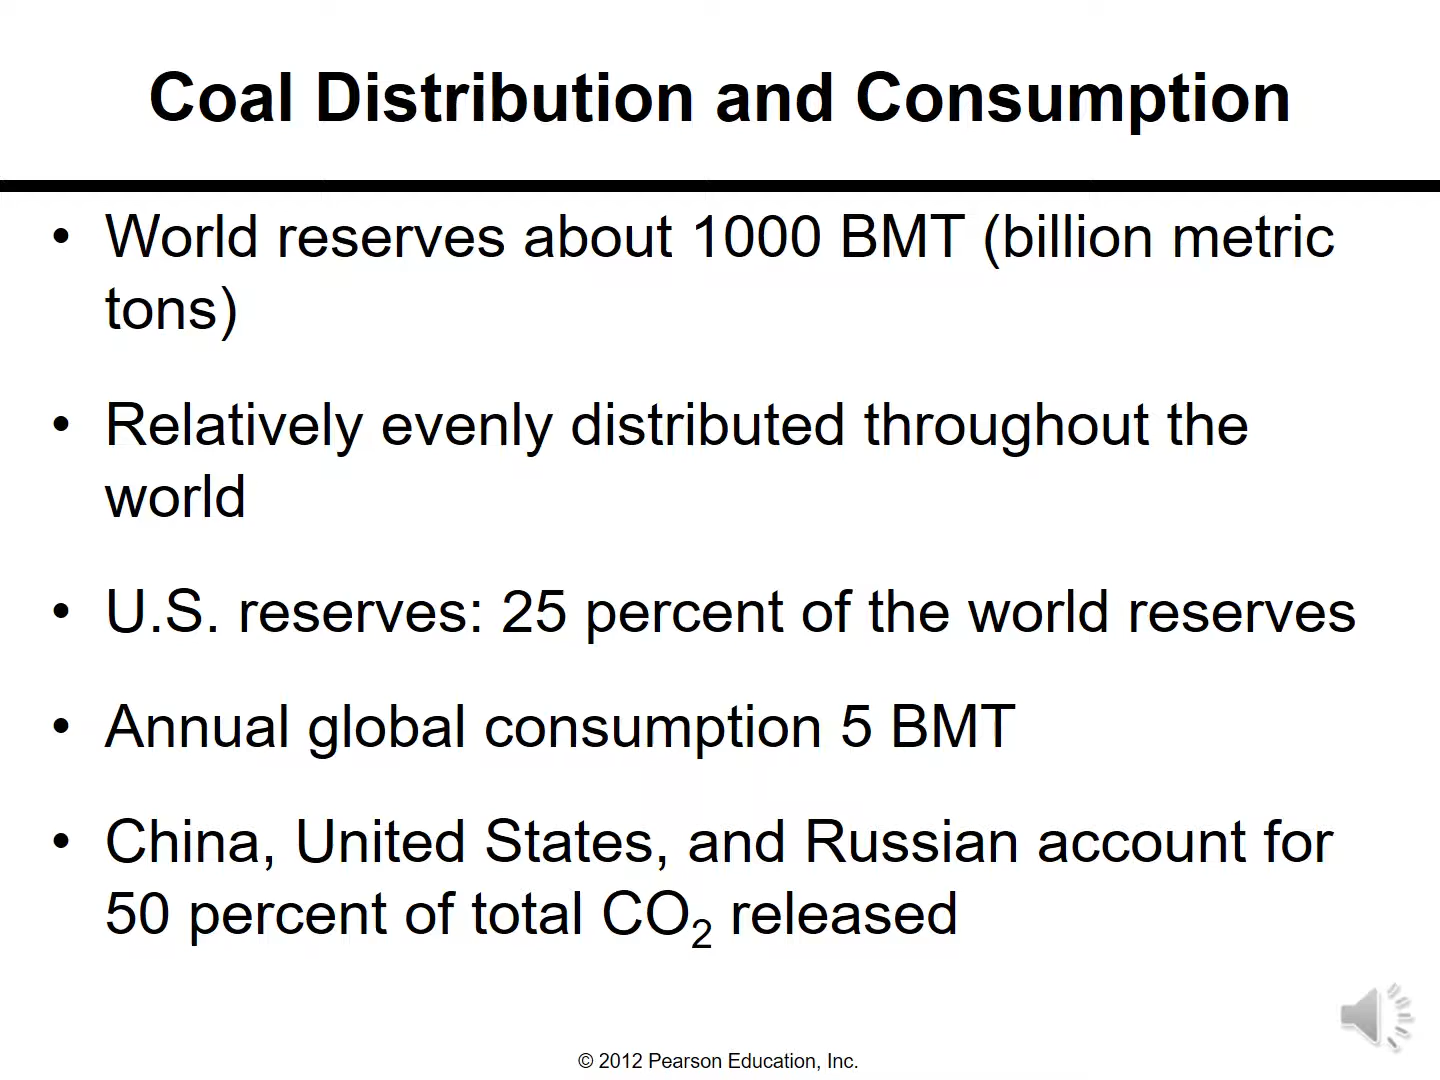 Coal Distribution and Consumption
• World reserves about 1000 BMT (billion metric
tons)
• Relatively evenly distributed throughout the
world
• U.S. reserves: 25 percent of the world reserves
• Annual global consumption 5 BMT
• China, United States, and Russian account for
50 percent of total CO₂ released
© 2012 Pearson Education, Inc.